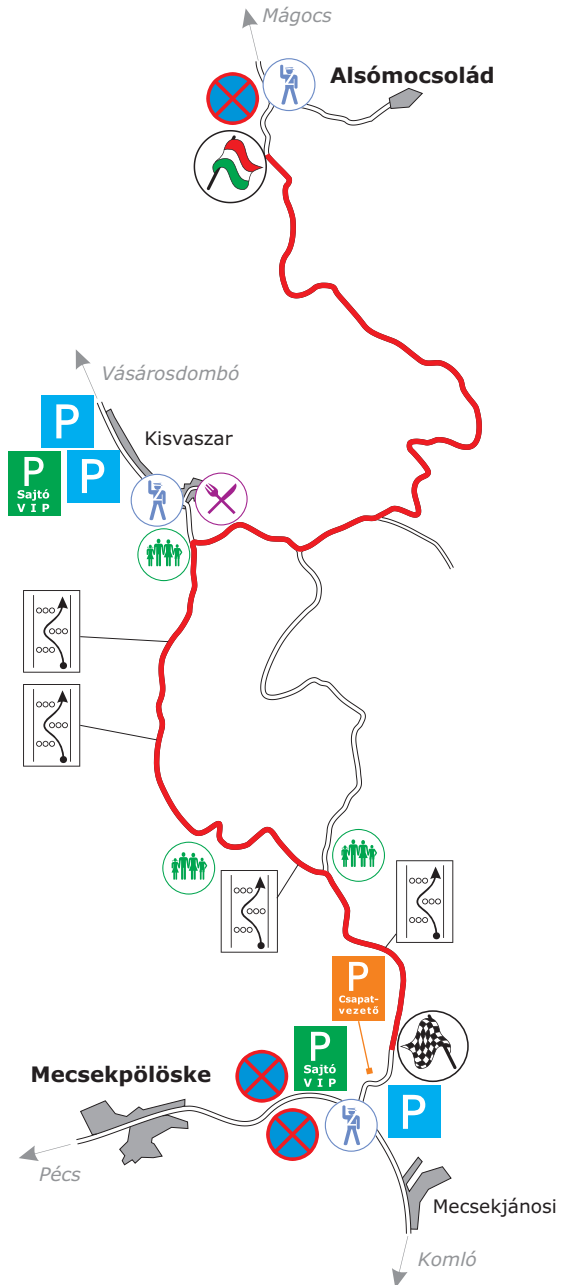 Mágocs
Alsómocsolád
Vásárosdombó
P
Kisvaszar
P
Sajtó
V I P
P
P
Csapat-
vezető
P
Sajtó
V I P
Mecsekpölöske
P
Pécs
Mecsekjánosi
Komló